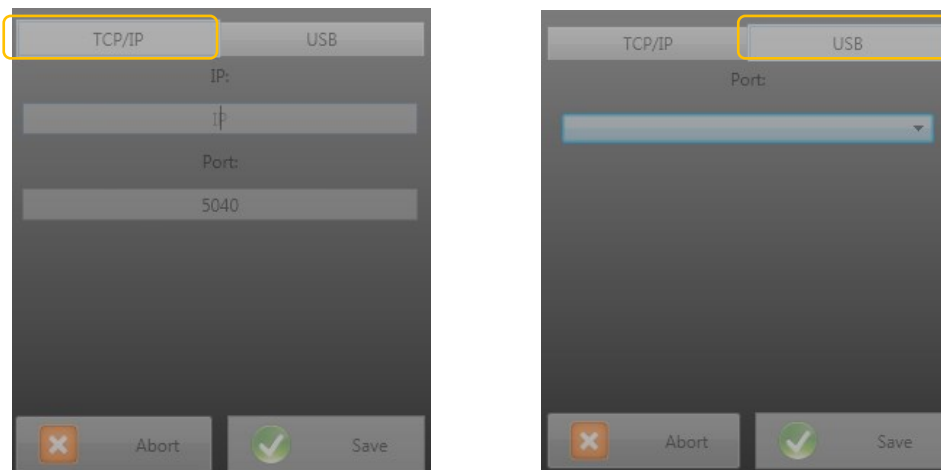 TCP/IP USB
IP:
IP
Port:
5040
Abort Save
TCP/IP USB
Port:
Abort Save